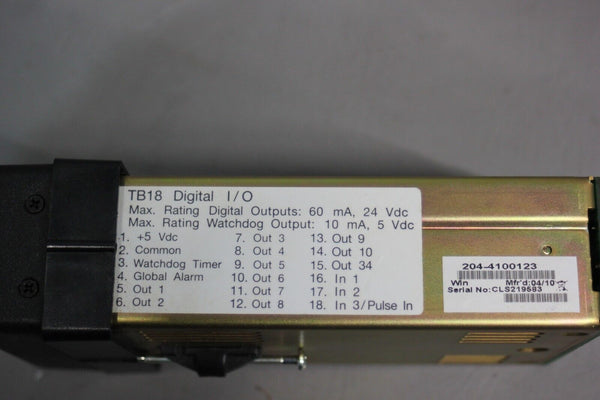 TB18 Digital I/O
Max. Rating Digital Outputs: 60 mA, 24 Vdc
Max. Rating Watchdog Output: 10 mA, 5 Vdc
1. +5 Vdc 7. Out 3 13. Out 9
2. Common 8. Out 4 14. Out 10
3. Watchdog Timer 9. Out 5 15. Out 34
4. Global Alarm 10. Out 6 16. In 1
5. Out 1 11. Out 7 17. In 2
6. Out 2 12. Out 8 18. In 3/Pulse In
204-4100123
Win Mfr'd:04/10
Serial No:CLS219593